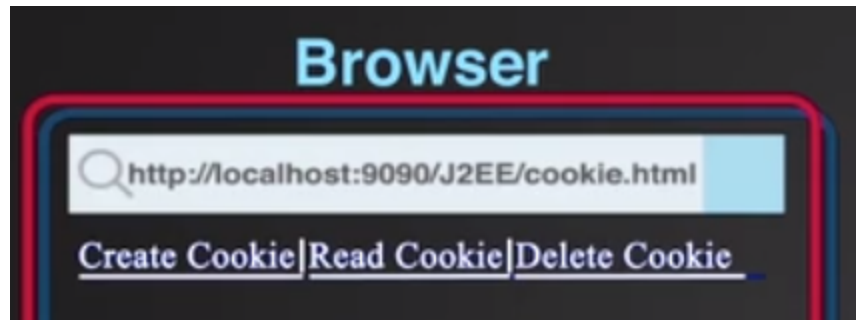 Browser
http://localhost:9090/J2EE/cookie.html
Create Cookie|Read Cookie|Delete Cookie